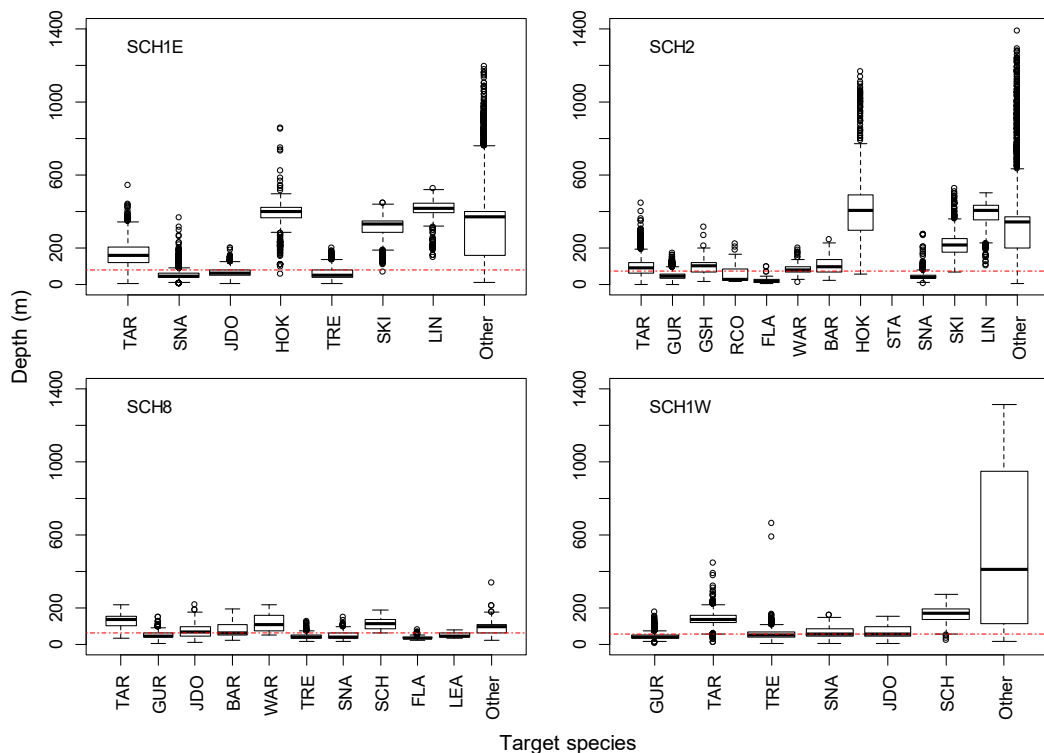 SCH1E
SCH2
1400
1000
600
200
0
TAR
SNA
JDO
HOK
TRE
SKI
LIN
Other
1400
1000
600
200
0
TAR
GUR
GSH
RCO
FLA
WAR
BAR
HOK
STA
SNA
SKI
LIN
Other
Depth (m)
SCH8
SCH1W
1400
1000
600
200
0
TAR
GUR
JDO
BAR
WAR
TRE
SNA
SCH
FLA
LEA
Other
1400
1000
600
200
0
GUR
TAR
TRE
SNA
JDO
SCH
Other
Target species